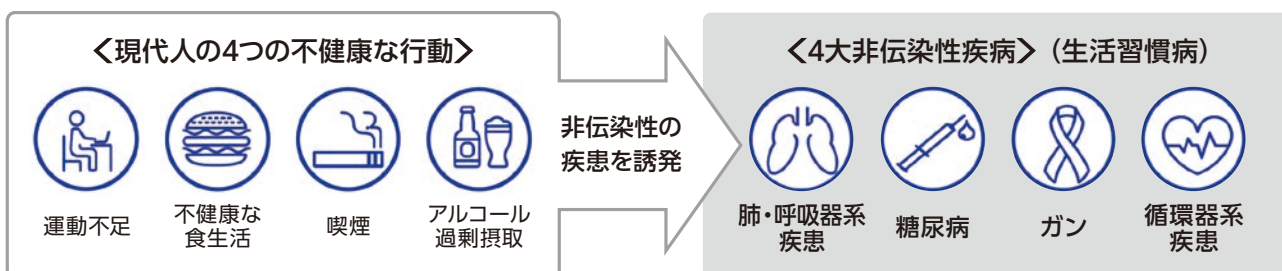 <現代人の4つの不健康な行動>
運動不足
不健康な
食生活
喫煙
アルコール
過剰摂取
非伝染性の
疾患を誘発
<4大非伝染性疾病>(生活習慣病)
肺・呼吸器系
疾患
糖尿病
ガン
循環器系
疾患